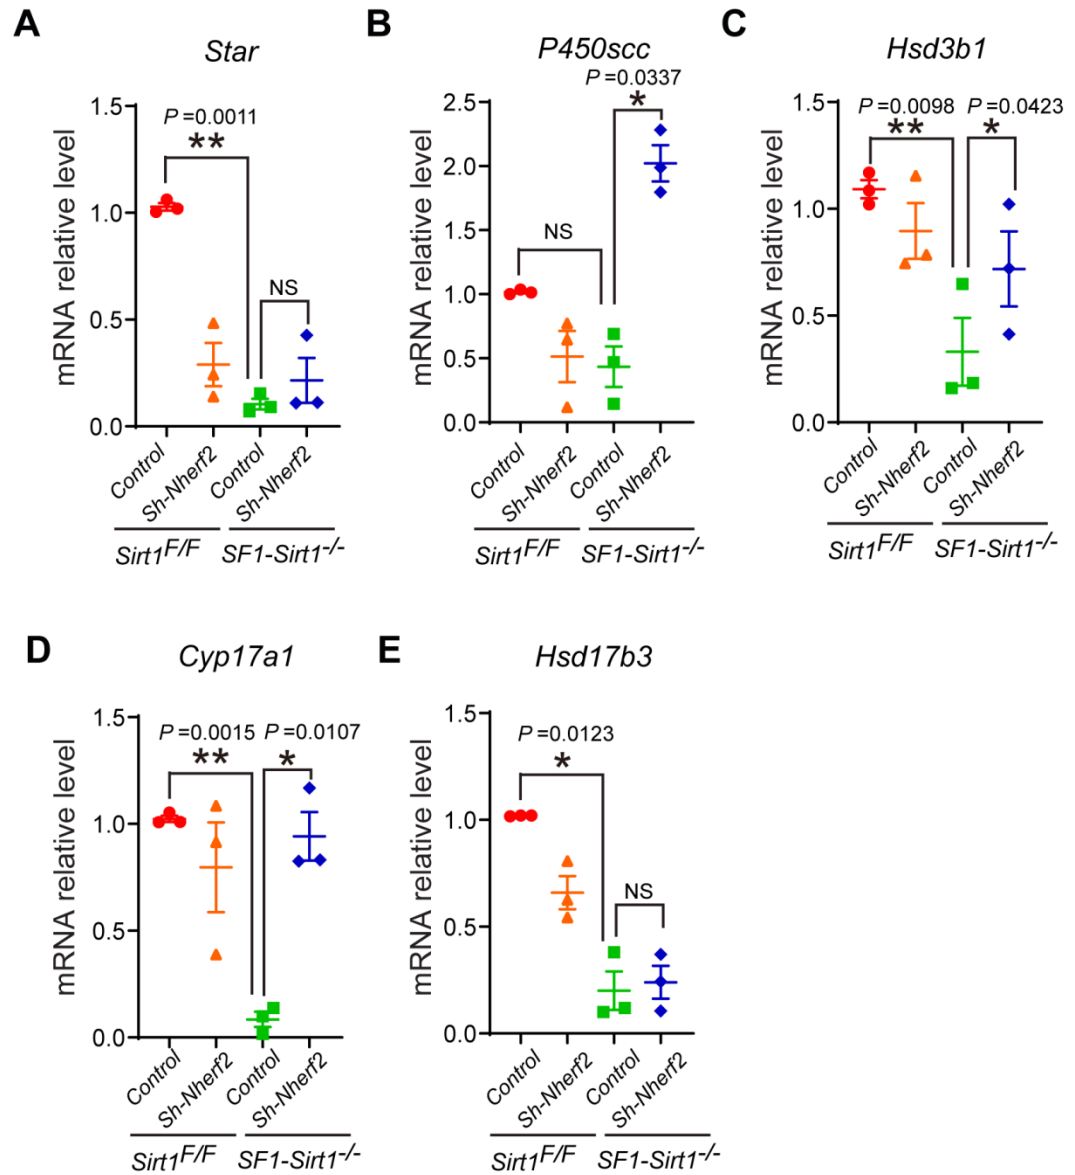 A
Star
P =0.0011
**
NS
mRNA relative level
1.5
1.0
0.5
0.0
Control
Sh-Nherf2
Control
Sh-Nherf2
Sirt1F/F
SF1-Sirt1-/-
B
P450scc
P =0.0337
*
NS
mRNA relative level
2.5
2.0
1.5
1.0
0.5
0.0
Control
Sh-Nherf2
Control
Sh-Nherf2
Sirt1F/F
SF1-Sirt1-/-
C
Hsd3b1
P =0.0098
P =0.0423
**
*
mRNA relative level
1.5
1.0
0.5
0.0
Control
Sh-Nherf2
Control
Sh-Nherf2
Sirt1F/F
SF1-Sirt1-/-
D
Cyp17a1
P =0.0015
P =0.0107
**
*
mRNA relative level
1.5
1.0
0.5
0.0
Control
Sh-Nherf2
Control
Sh-Nherf2
Sirt1F/F
SF1-Sirt1-/-
E
Hsd17b3
P =0.0123
*
NS
mRNA relative level
1.5
1.0
0.5
0.0
Control
Sh-Nherf2
Control
Sh-Nherf2
Sirt1F/F
SF1-Sirt1-/-